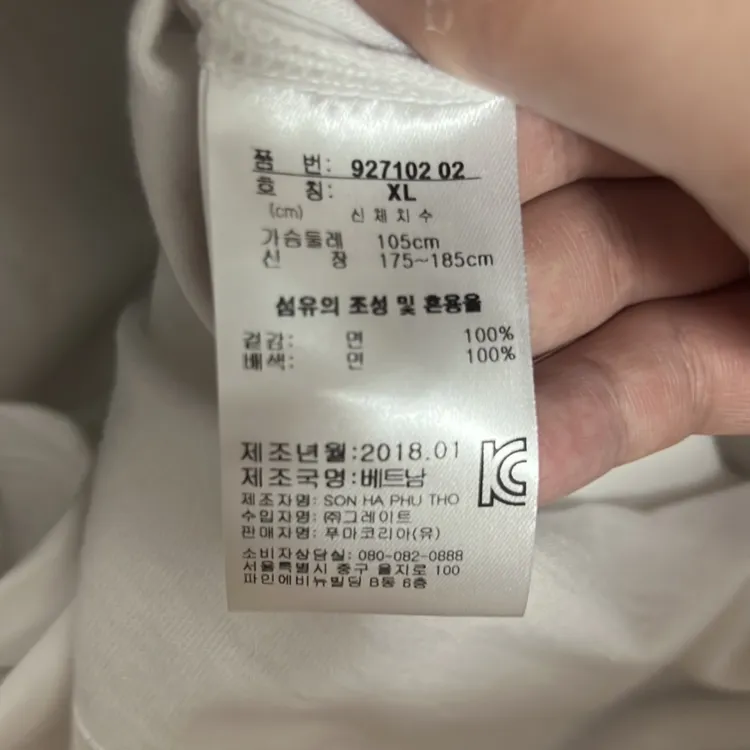 품 번: 927102 02
호 칭: XL
(cm) 신체치수
가슴둘레 105cm
신 장 175~185cm
섬유의 조성 및 혼용율
겉감: 면 100%
배색: 면 100%
제조년월:2018.01
제조국명:베트남
제조자명: SON HA PHU THO
수입자명: ㈜그레이트
판매자명: 푸마코리아(유)
소비자상담실: 080-082-0888
서울특별시 중구 을지로 100
파인에비뉴빌딩 B동 6층